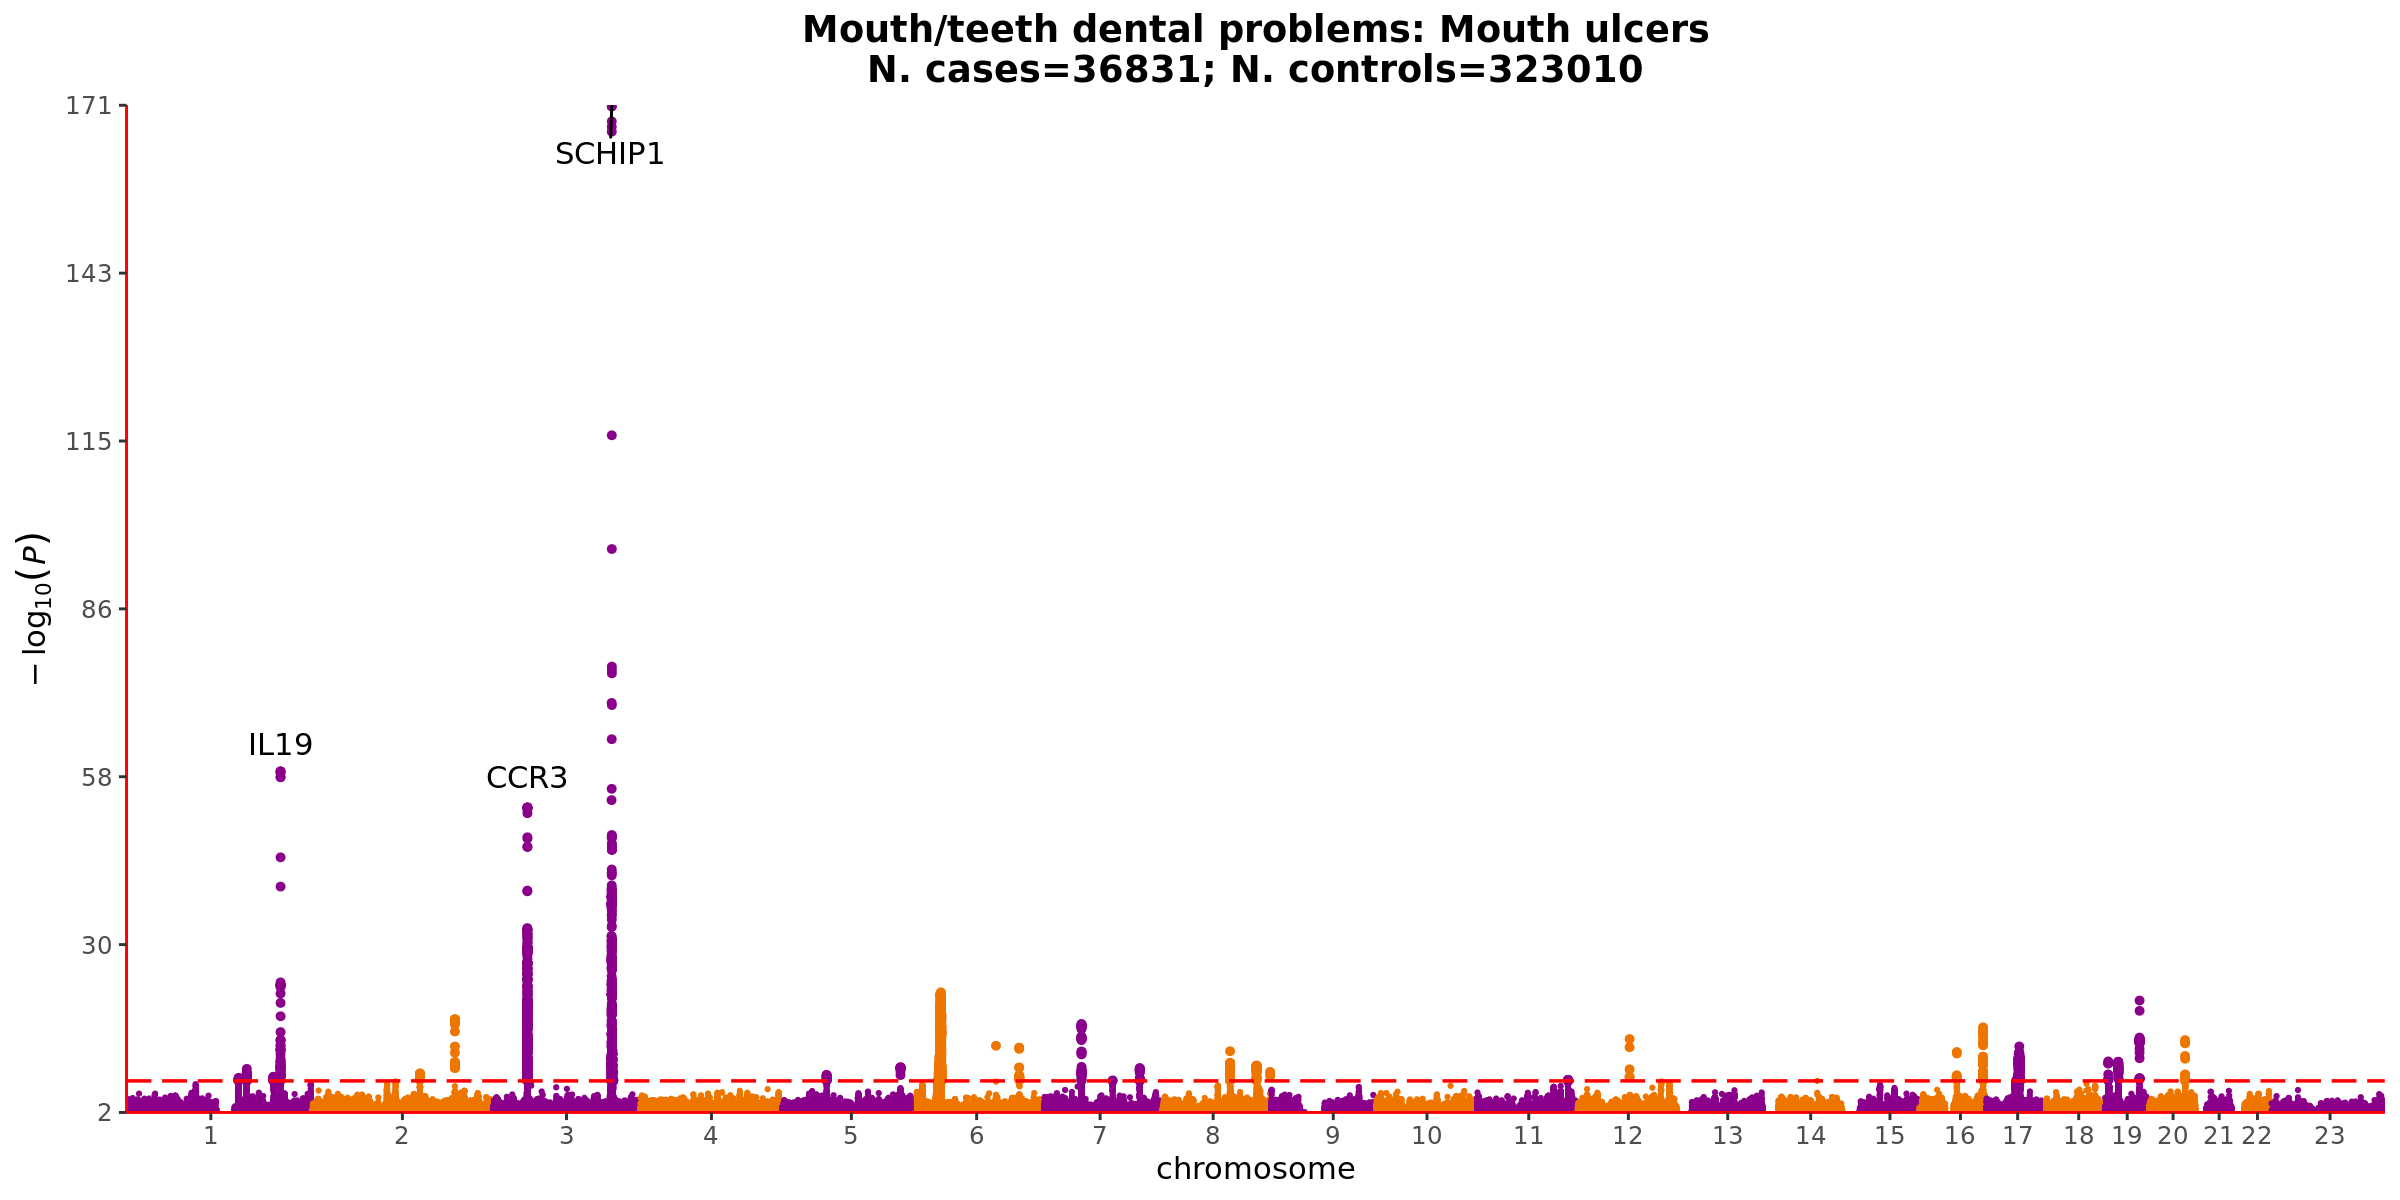 Mouth/teeth dental problems: Mouth ulcers
N. cases=36831; N. controls=323010
171
SCHIP1
143
115
86
−log₁₀(P)
IL19
58
CCR3
30
2
1 2 3 4 5 6 7 8 9 10 11 12 13 14 15 16 17 18 19 20 21 22 23
chromosome